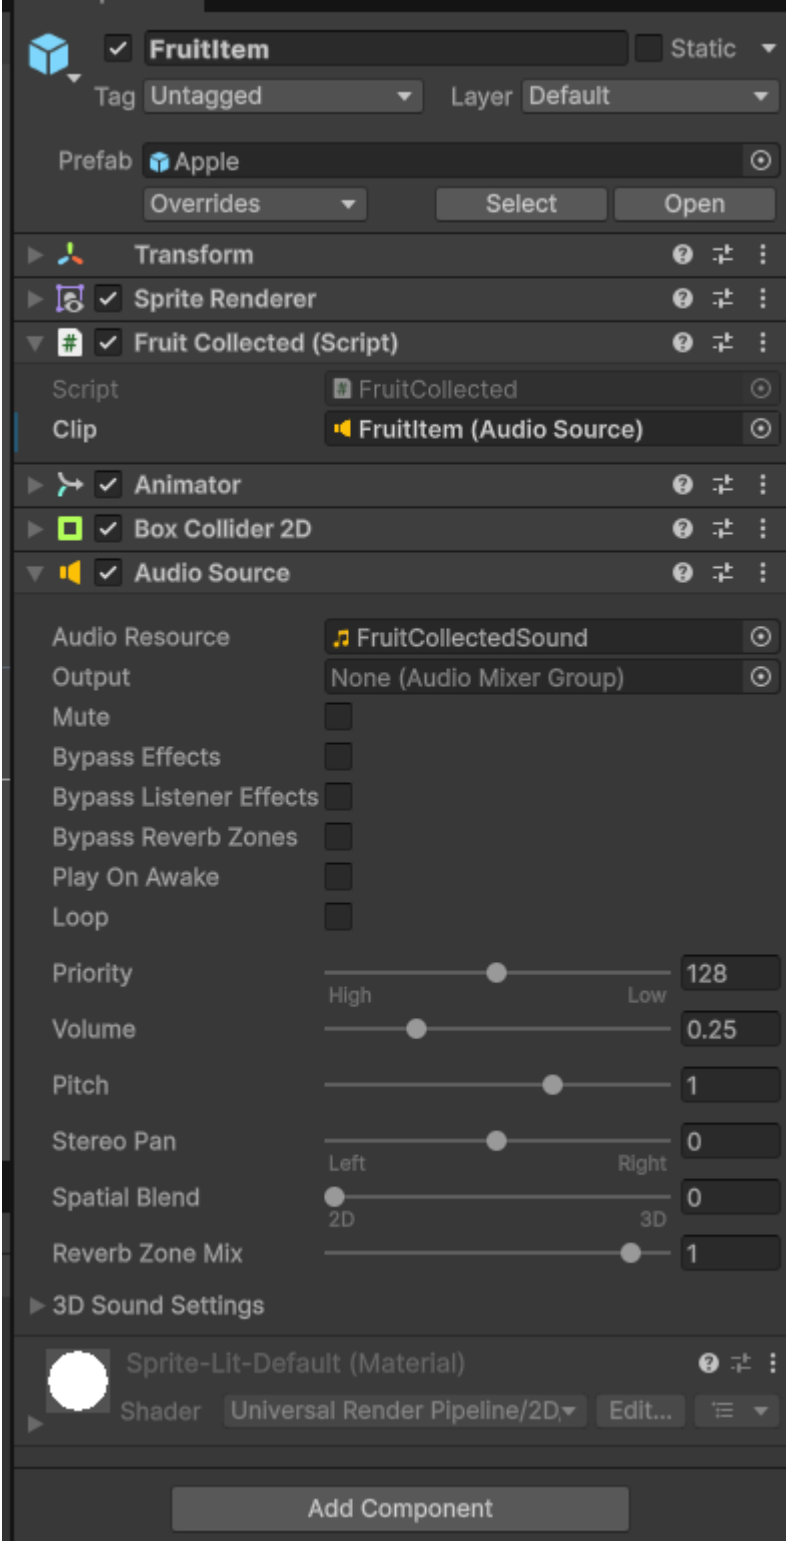 FruitItem Static
Tag Untagged Layer Default
Prefab Apple
Overrides Select Open
Transform
Sprite Renderer
# Fruit Collected (Script)
Script # FruitCollected
Clip FruitItem (Audio Source)
Animator
Box Collider 2D
Audio Source
Audio Resource FruitCollectedSound
Output None (Audio Mixer Group)
Mute
Bypass Effects
Bypass Listener Effects
Bypass Reverb Zones
Play On Awake
Loop
Priority 128
High Low
Volume 0.25
Pitch 1
Stereo Pan 0
Left Right
Spatial Blend 0
2D 3D
Reverb Zone Mix 1
3D Sound Settings
Sprite-Lit-Default (Material)
Shader Universal Render Pipeline/2D/ Edit...
Add Component